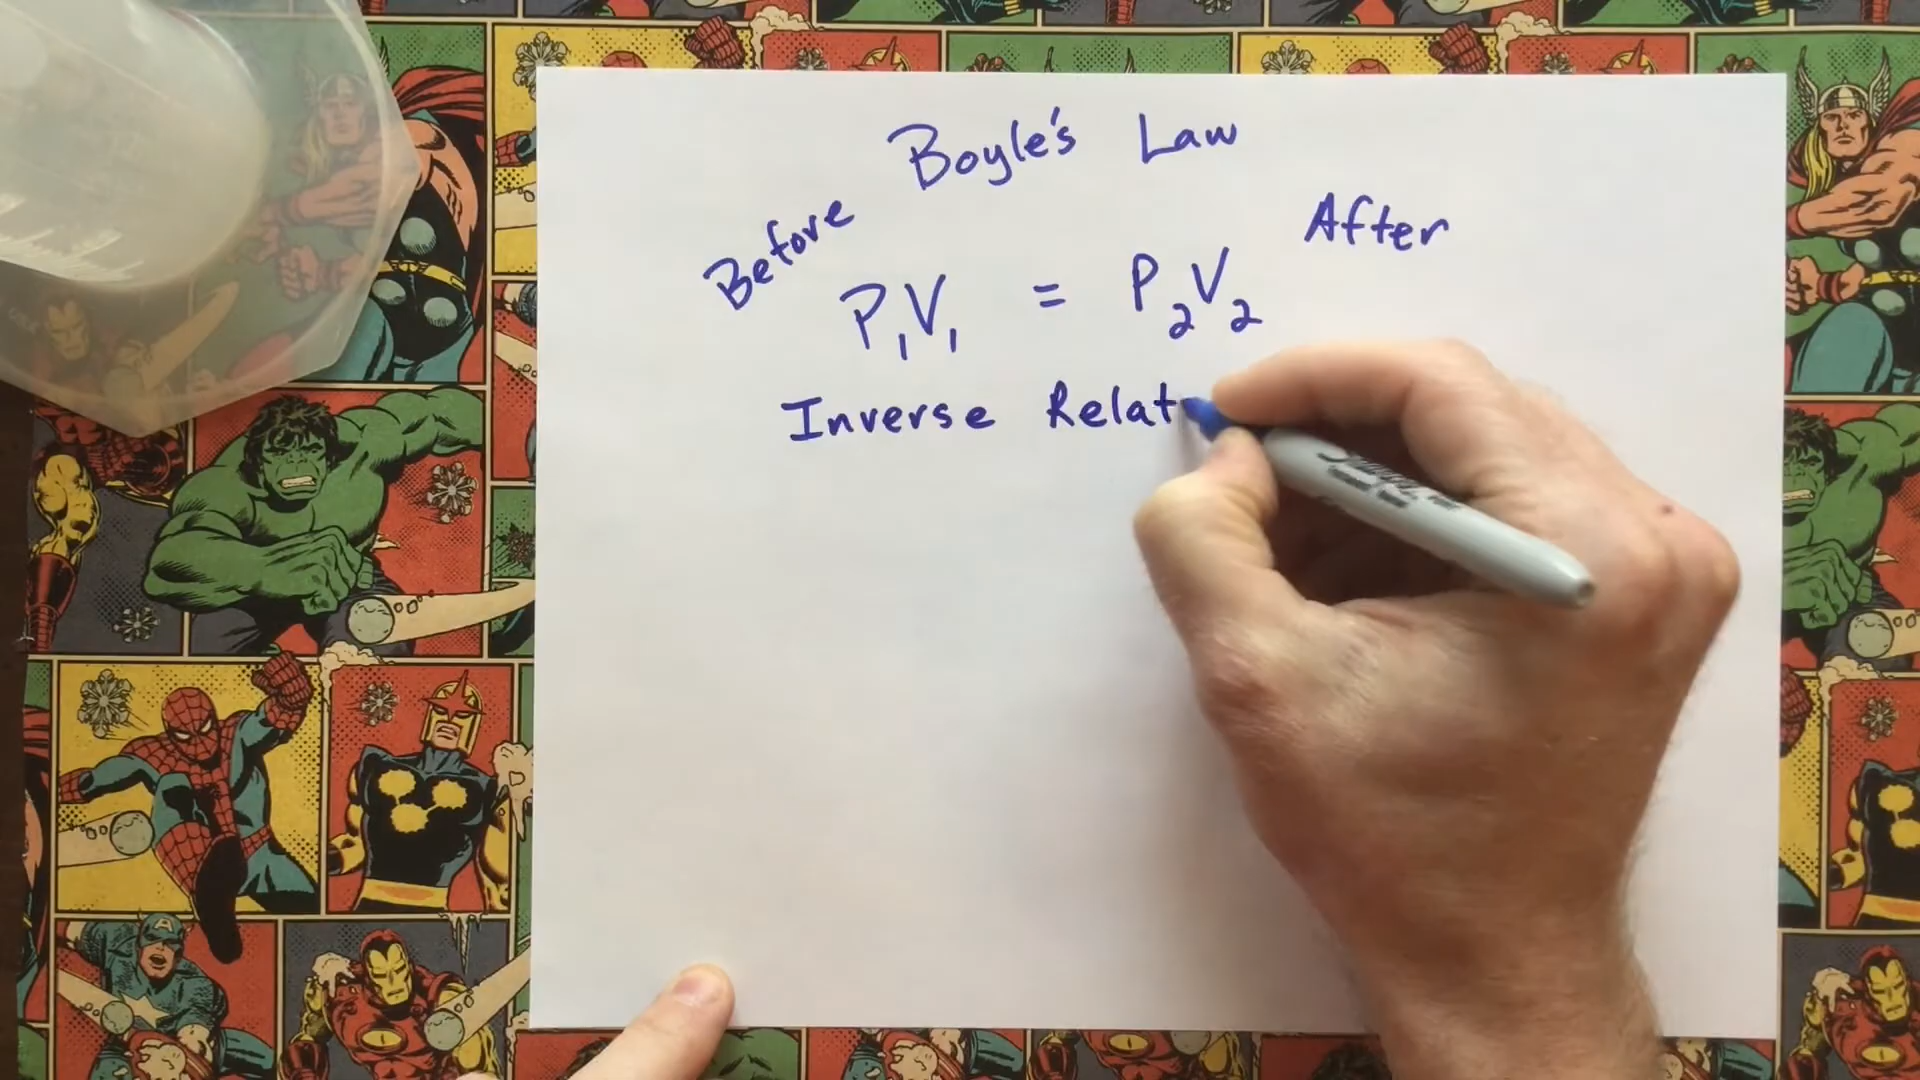 Boyle's Law
Before
After
P₁V₁ = P₂V₂
Inverse Relat